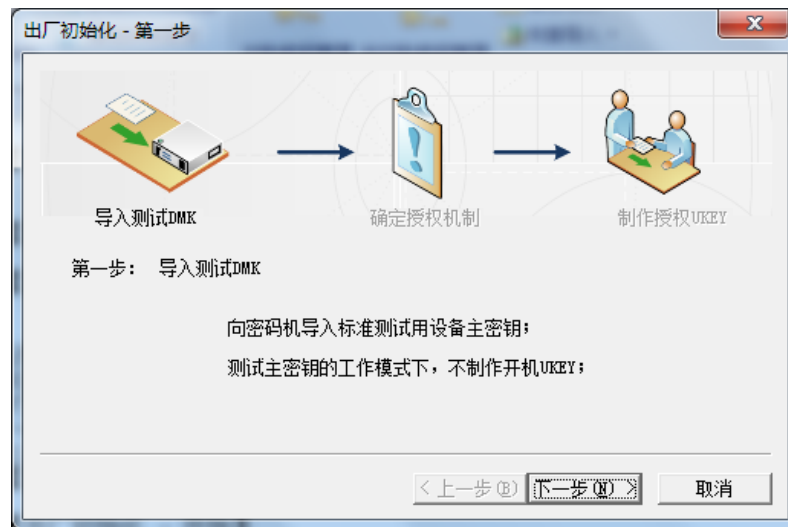 出厂初始化 - 第一步
导入测试DMK
确定授权机制
制作授权UKEY
第一步： 导入测试DMK
向密码机导入标准测试用设备主密钥；
测试主密钥的工作模式下，不制作开机UKEY；
< 上一步(B)
下一步(N) >
取消